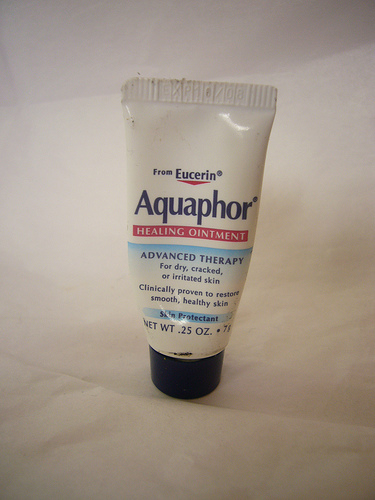 From Eucerin®
Aquaphor®
HEALING OINTMENT
ADVANCED THERAPY
For dry, cracked,
or irritated skin
Clinically proven to restore
smooth, healthy skin
Skin Protectant
NET WT .25 OZ. • 7